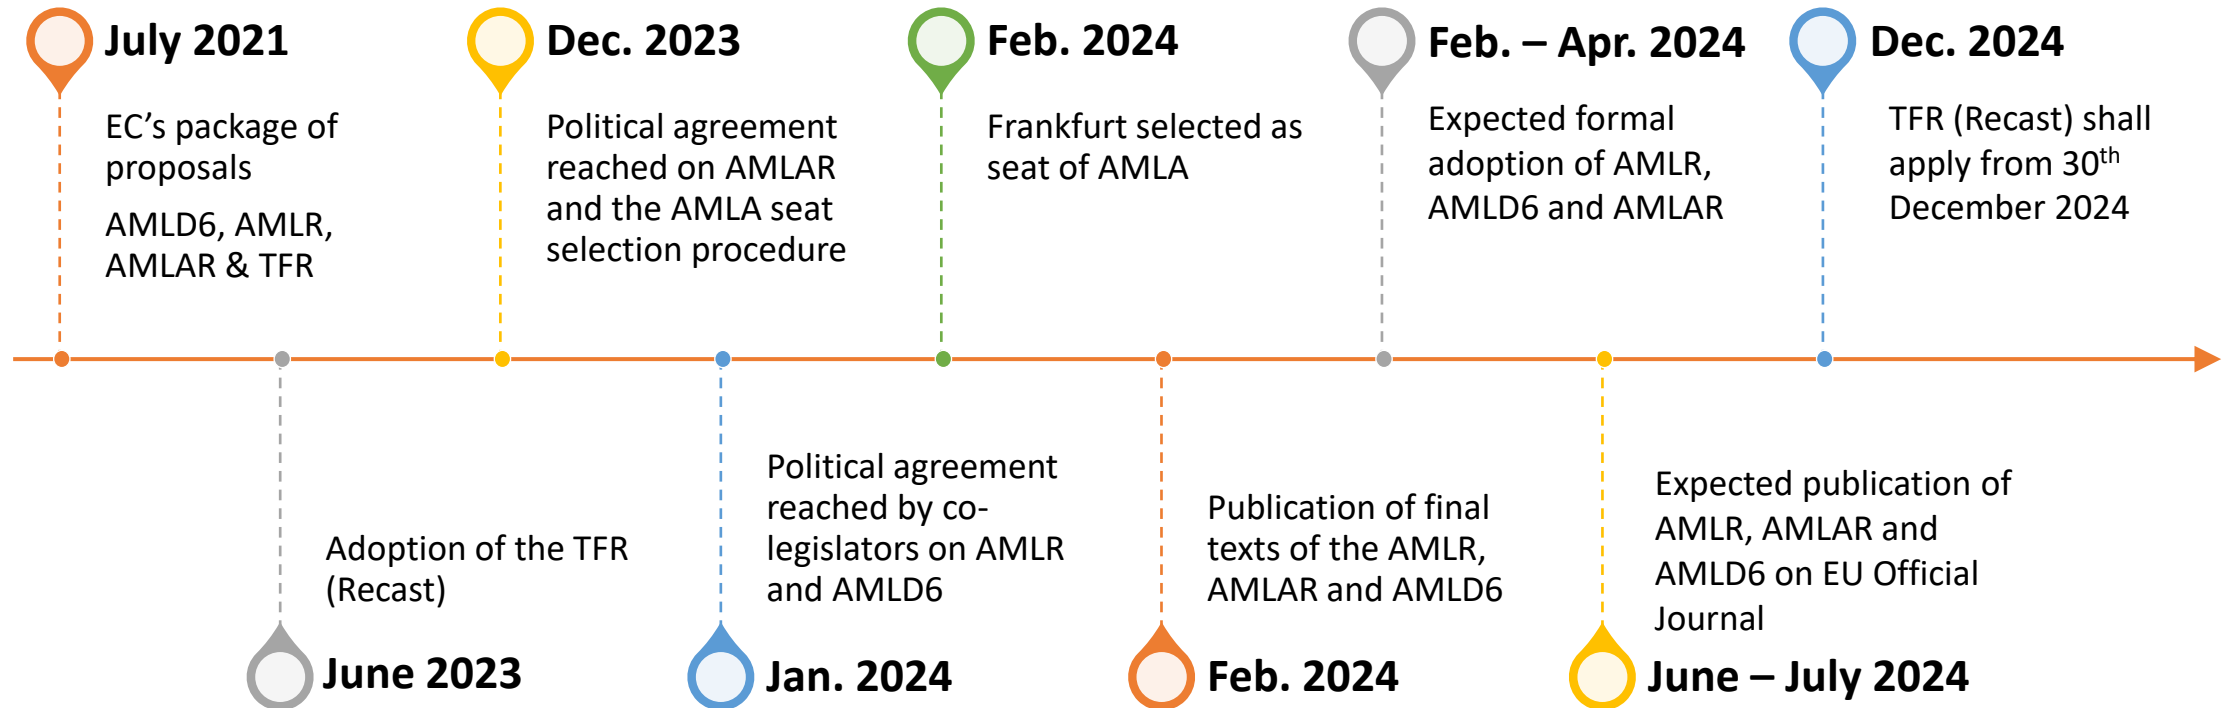 July 2021
EC’s package of
proposals
AMLD6, AMLR,
AMLAR & TFR
Dec. 2023
Political agreement
reached on AMLAR
and the AMLA seat
selection procedure
Feb. 2024
Frankfurt selected as
seat of AMLA
Feb. – Apr. 2024
Expected formal
adoption of AMLR,
AMLD6 and AMLAR
Dec. 2024
TFR (Recast) shall
apply from 30th
December 2024
Adoption of the TFR
(Recast)
June 2023
Political agreement
reached by co-
legislators on AMLR
and AMLD6
Jan. 2024
Publication of final
texts of the AMLR,
AMLAR and AMLD6
Feb. 2024
Expected publication of
AMLR, AMLAR and
AMLD6 on EU Official
Journal
June – July 2024